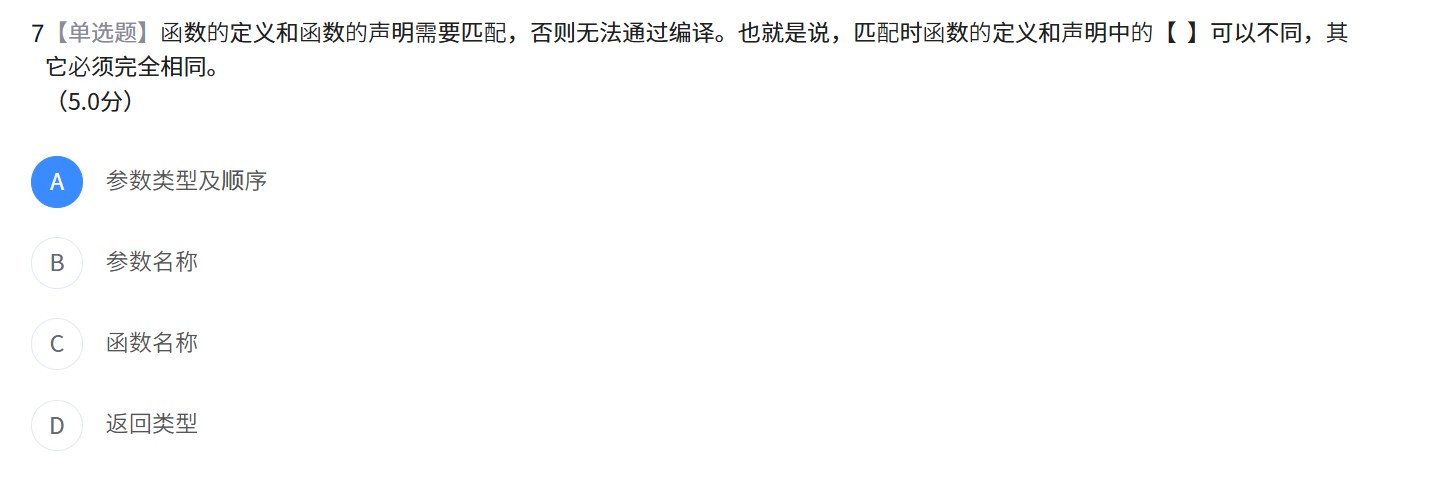 7【单选题】函数的定义和函数的声明需要匹配，否则无法通过编译。也就是说，匹配时函数的定义和声明中的【 】可以不同，其
它必须完全相同。
（5.0分）
A 参数类型及顺序
B 参数名称
C 函数名称
D 返回类型